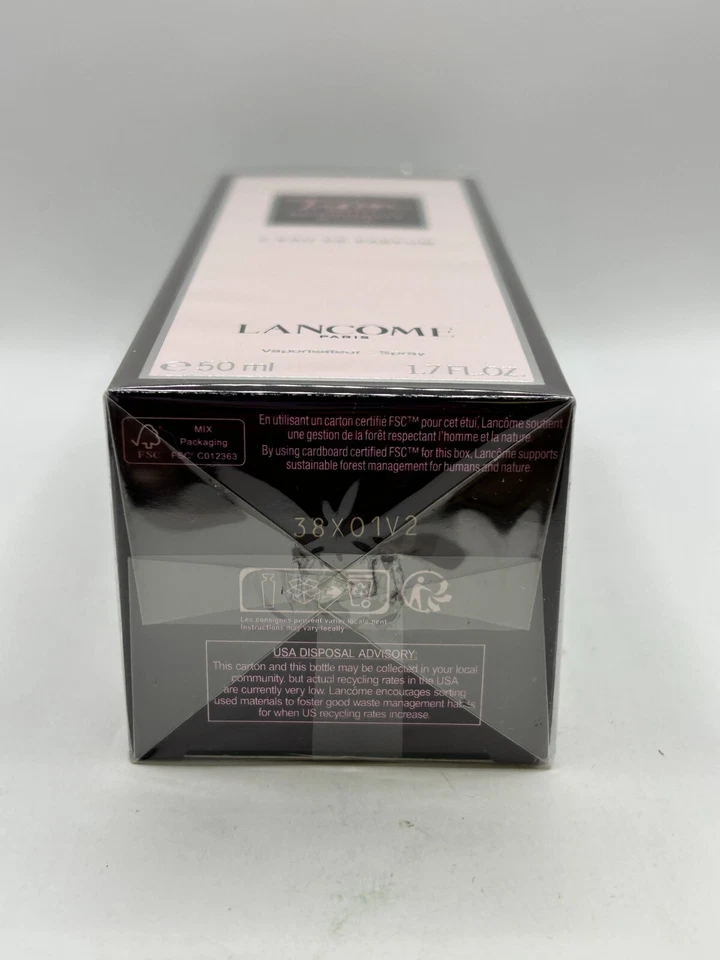 L'EAU DE PARFUM
LANCÔME
PARIS
Vaporisateur Spray
e 50 ml 1.7 FL.OZ.
FSC
MIX
Packaging
FSC® C012363
En utilisant un carton certifié FSC™ pour cet étui, Lancôme soutient
une gestion de la forêt respectant l'homme et la nature.
By using cardboard certified FSC™ for this box, Lancôme supports
sustainable forest management for humans and nature.
38X01V2
Les consignes peuvent varier localement
Instructions may vary locally
USA DISPOSAL ADVISORY:
This carton and this bottle may be collected in your local
community, but actual recycling rates in the USA
are currently very low. Lancôme encourages sorting
used materials to foster good waste management habits
for when US recycling rates increase.